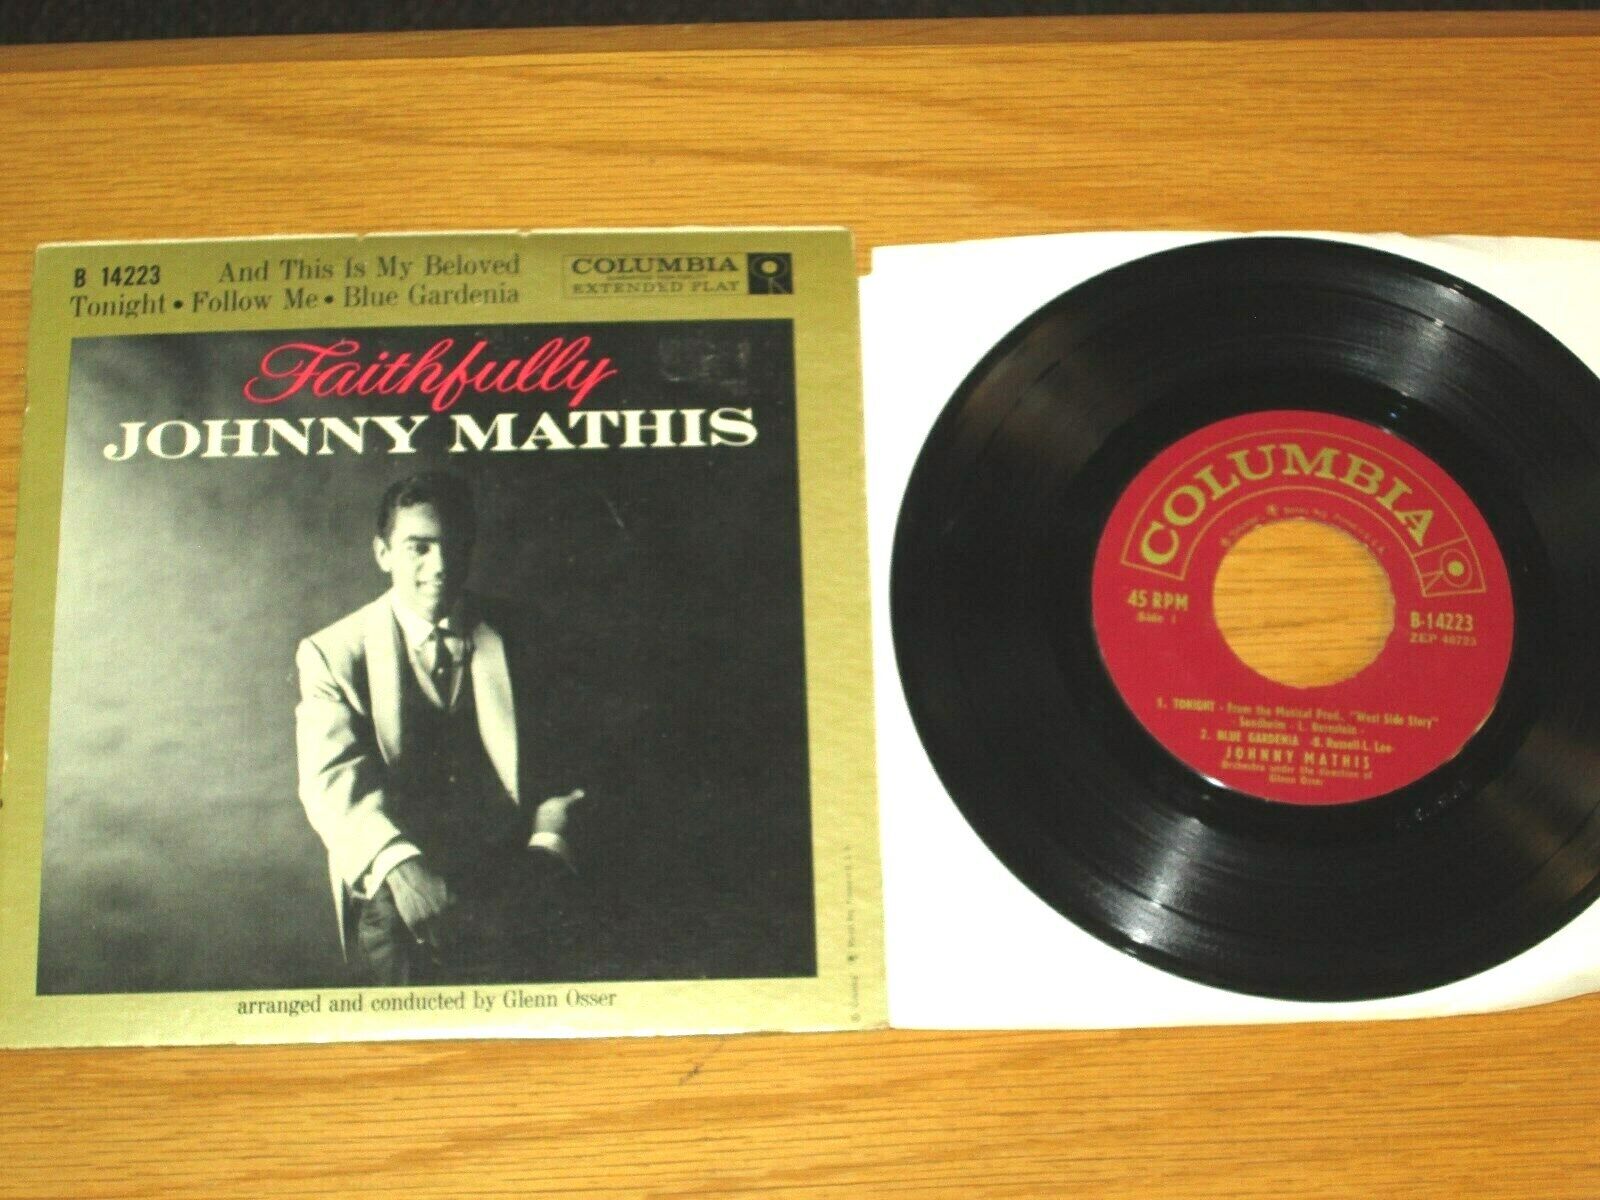 B 14223
And This Is My Beloved
Tonight • Follow Me • Blue Gardenia
COLUMBIA
EXTENDED PLAY
Faithfully
JOHNNY MATHIS
arranged and conducted by Glenn Osser
COLUMBIA
45 RPM
Side 1
B-14223
ZEP 48723
1. TONIGHT - From the Musical Prod., "West Side Story"
- Sondheim - L. Bernstein -
2. BLUE GARDENIA -B. Russell-L. Lee-
JOHNNY MATHIS
Orchestra under the direction of
Glenn Osser